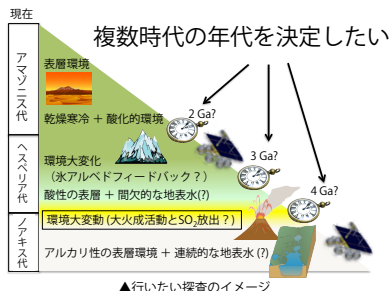 現在
複数時代の年代を決定したい
アマゾニス代
表層環境
乾燥寒冷 + 酸化的環境
2 Ga?
ヘスペリア代
環境大変化
(氷アルベドフィードバック?)
3 Ga?
酸性の表層 + 間欠的な地表水(?)
4 Ga?
環境大変動 (大火成活動とSO₂放出?)
ノアキス代
アルカリ性の表層環境 + 連続的な地表水 (?)
▲行いたい探査のイメージ